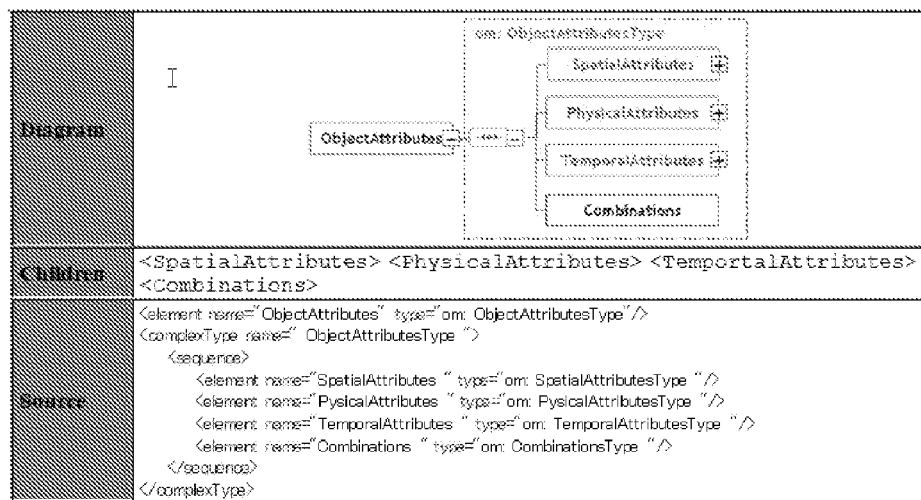 om: ObjectAttributesType
SpatialAttributes
PhysicalAttributes
Diagram
ObjectAttributes
TemporalAttributes
Combinations
Children
<SpatialAttributes> <PhysicalAttributes> <TemportalAttributes>
<Combinations>
Source
<element name="ObjectAttributes" type="om: ObjectAttributesType"/>
<complexType name=" ObjectAttributesType ">
<sequence>
<element name="SpatialAttributes " type="om: SpatialAttributesType "/>
<element name="PysicalAttributes " type="om: PysicalAttributesType "/>
<element name="TemporalAttributes " type="om: TemporalAttributesType "/>
<element name="Combinations " type="om: CombinationsType "/>
</sequence>
</complexType>